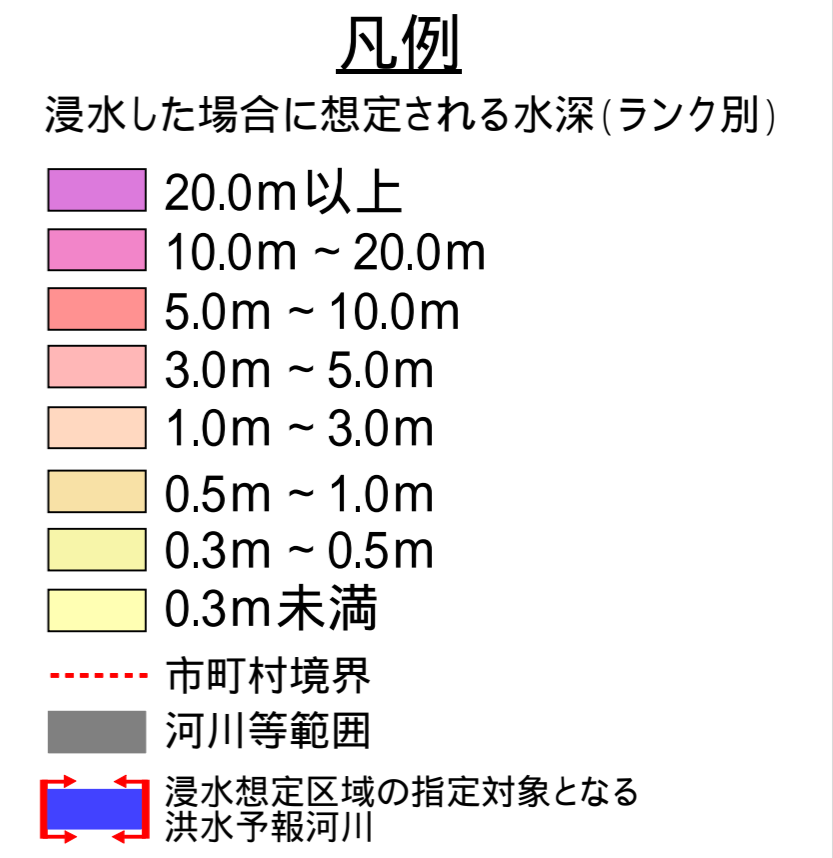 凡例
浸水した場合に想定される水深(ランク別)
20.0m以上
10.0m ~ 20.0m
5.0m ~ 10.0m
3.0m ~ 5.0m
1.0m ~ 3.0m
0.5m ~ 1.0m
0.3m ~ 0.5m
0.3m未満
市町村境界
河川等範囲
浸水想定区域の指定対象となる
洪水予報河川